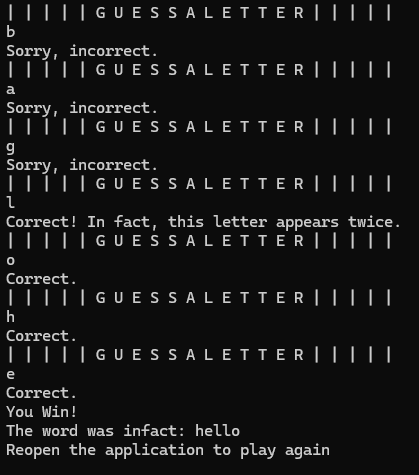 | | | | | G U E S S A L E T T E R | | | | |
b
Sorry, incorrect.
| | | | | G U E S S A L E T T E R | | | | |
a
Sorry, incorrect.
| | | | | G U E S S A L E T T E R | | | | |
g
Sorry, incorrect.
| | | | | G U E S S A L E T T E R | | | | |
l
Correct! In fact, this letter appears twice.
| | | | | G U E S S A L E T T E R | | | | |
o
Correct.
| | | | | G U E S S A L E T T E R | | | | |
h
Correct.
| | | | | G U E S S A L E T T E R | | | | |
e
Correct.
You Win!
The word was infact: hello
Reopen the application to play again